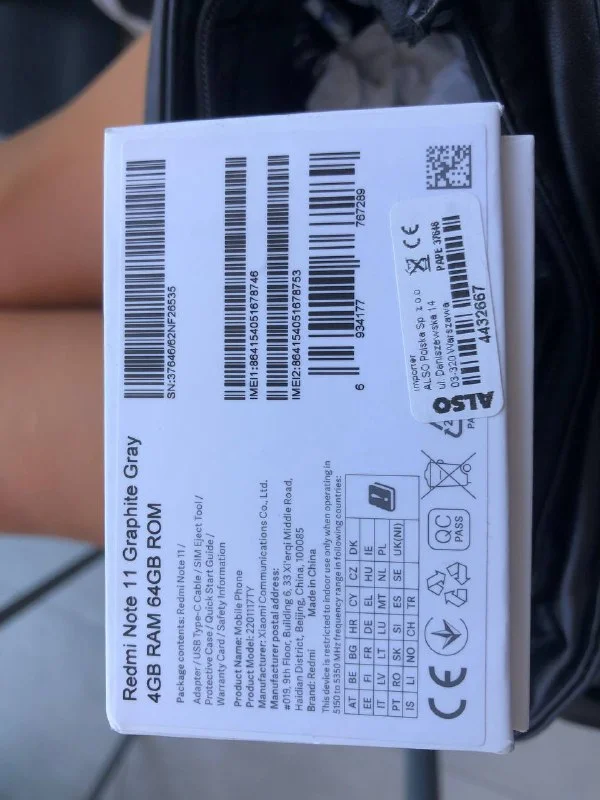 Redmi Note 11 Graphite Gray
4GB RAM 64GB ROM
Package contents: Redmi Note 11 /
Adapter / USB Type-C Cable / SIM Eject Tool /
Protective Case / Quick Start Guide /
Warranty Card / Safety Information
Product Name: Mobile Phone
Product Model: 2201117TY
Manufacturer: Xiaomi Communications Co., Ltd.
Manufacturer postal address:
#019, 9th Floor, Building 6, 33 Xi'erqi Middle Road,
Haidian District, Beijing, China, 100085
Brand: Redmi Made in China
This device is restricted to indoor use only when operating in
5150 to 5350 MHz frequency range in following countries:
AT BE BG HR CY CZ DK
EE FI FR DE EL HU IE
IT LV LT LU MT NL PL
PT RO SK SI ES SE UK(NI)
IS LI NO CH TR
CE
QC
PASS
SN:37646/62NF26535
IMEI1:864154051678746
IMEI2:864154051678753
6 934177 767289
Importer
ALSO Polska Sp. z o.o
ul. Daniszewska 14
03-320 Warszawa
CE
PAPE 37646
4432667
ALSO